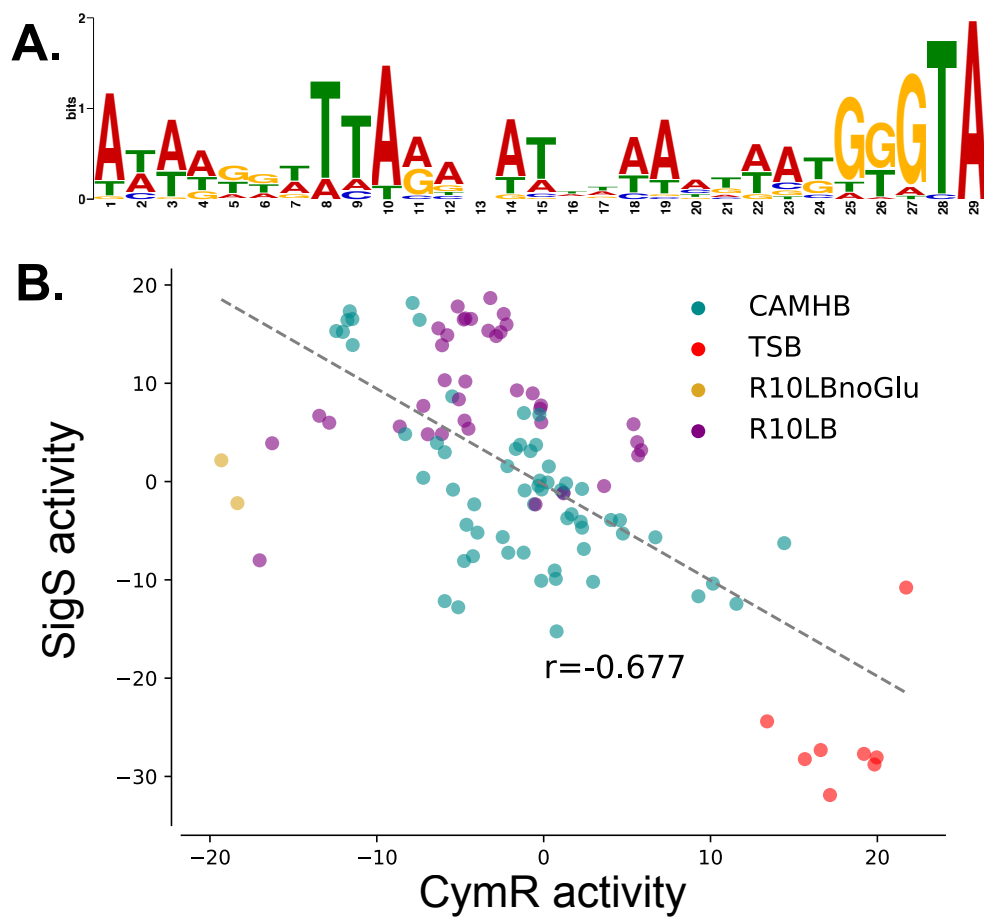 A.
2
1
0
bits
1 2 3 4 5 6 7 8 9 10 11 12 13 14 15 16 17 18 19 20 21 22 23 24 25 26 27 28 29
B.
20
10
0
−10
−20
−30
SigS activity
CAMHB
TSB
R10LBnoGlu
R10LB
r=-0.677
−20 −10 0 10 20
CymR activity